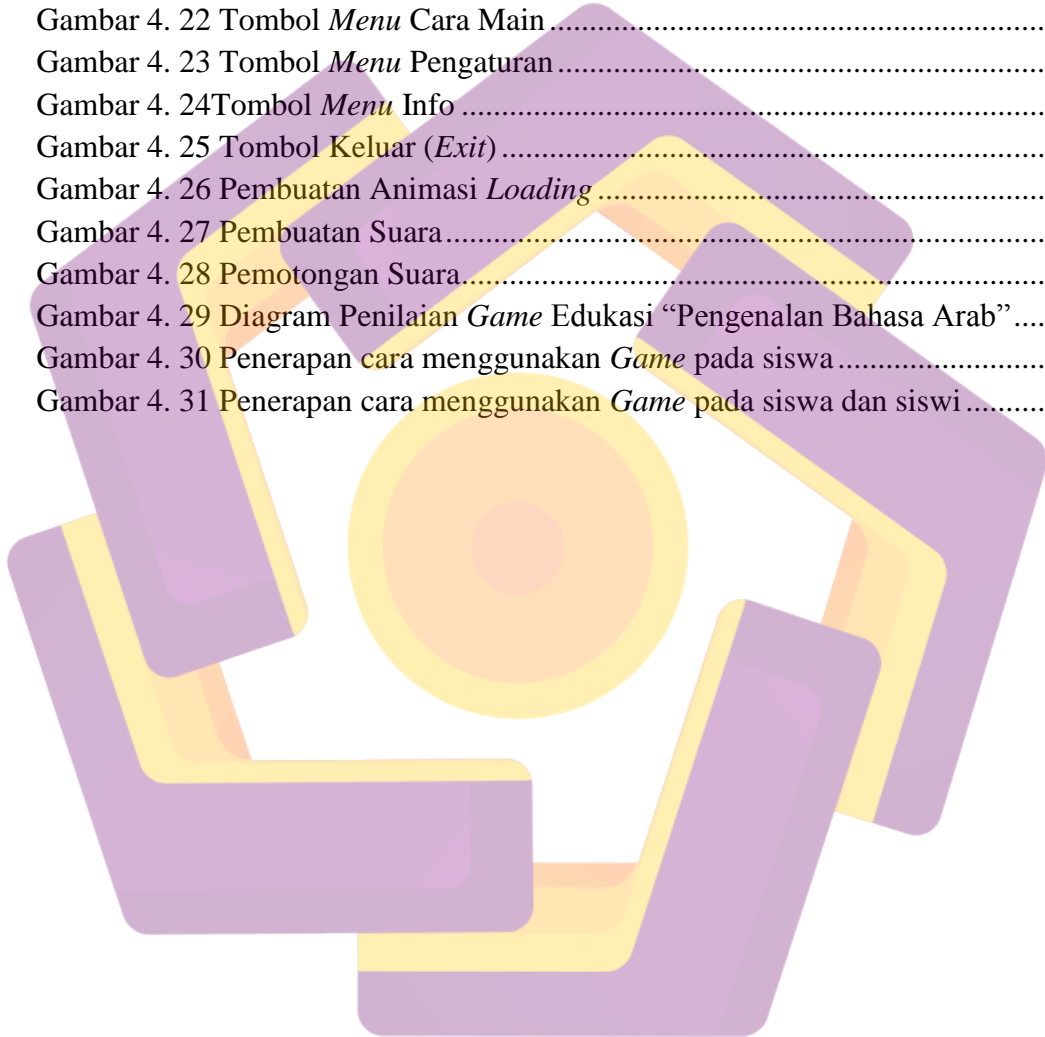 Gambar 4. 22 Tombol Menu Cara Main....................................................................
Gambar 4. 23 Tombol Menu Pengaturan....................................................................
Gambar 4. 24Tombol Menu Info....................................................................
Gambar 4. 25 Tombol Keluar (Exit)....................................................................
Gambar 4. 26 Pembuatan Animasi Loading....................................................................
Gambar 4. 27 Pembuatan Suara....................................................................
Gambar 4. 28 Pemotongan Suara....................................................................
Gambar 4. 29 Diagram Penilaian Game Edukasi “Pengenalan Bahasa Arab”....
Gambar 4. 30 Penerapan cara menggunakan Game pada siswa..........................
Gambar 4. 31 Penerapan cara menggunakan Game pada siswa dan siswi..........